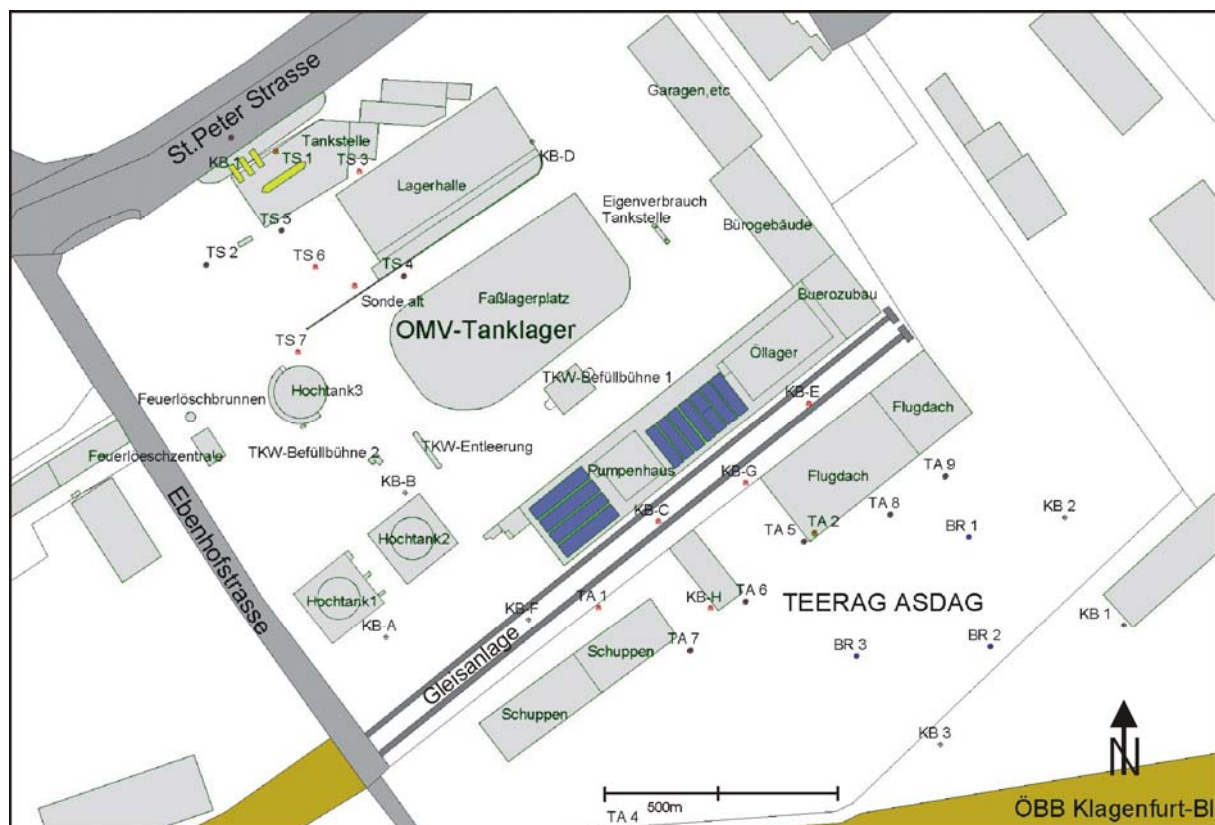 St.Peter Strasse
Garagen,etc
Tankstelle
KB 1
TS 1
TS 3
KB-D
Lagerhalle
Eigenverbrauch
Tankstelle
Bürogebäude
TS 5
TS 2
TS 6
TS 4
Sonde alt
Faßlagerplatz
Buerozubau
OMV-Tanklager
TS 7
Öllager
TKW-Befüllbühne 1
Hochtank3
KB-E
Feuerlöschbrunnen
Flugdach
TKW-Befüllbühne 2
TKW-Entleerung
Feuerlöeschzentrale
Pumpenhaus
KB-G
Flugdach
TA 9
KB-B
TA 8
KB 2
Ebenhofstrasse
KB-C
TA 5
TA 2
BR 1
Hochtank2
Hochtank1
KB-F
TA 1
KB-H
TA 6
TEERAG ASDAG
KB 1
KB-A
Gleisanlage
TA 7
BR 3
BR 2
Schuppen
Schuppen
KB 3
N
500m
TA 4
ÖBB Klagenfurt-Bl